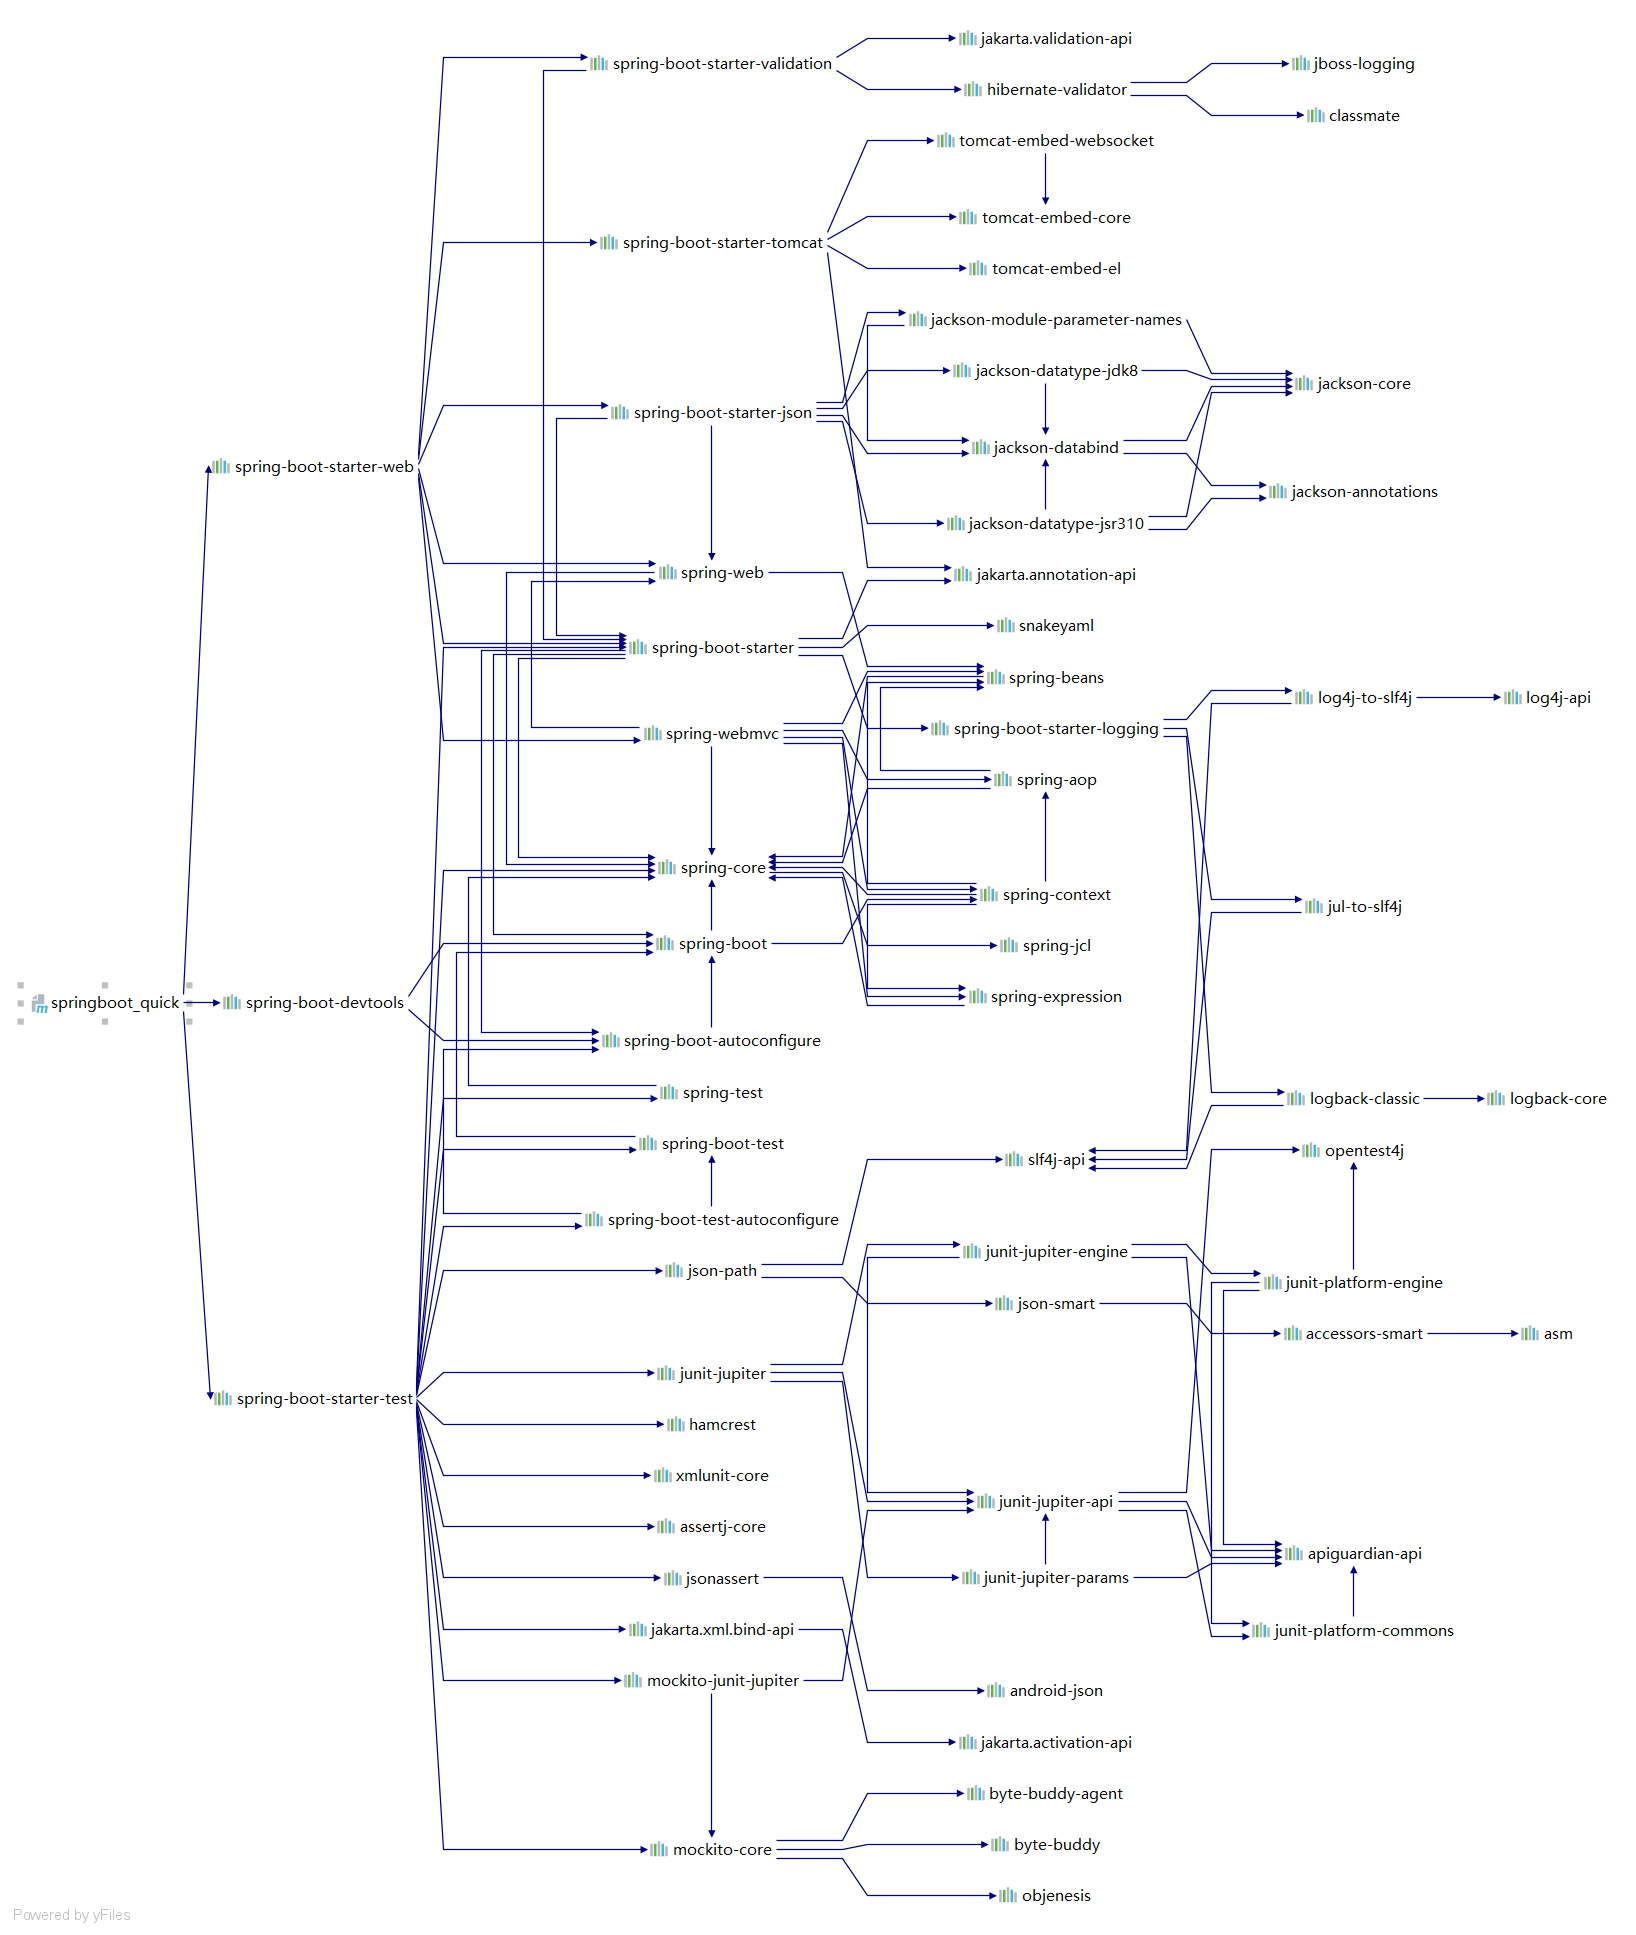 jakarta.validation-api
spring-boot-starter-validation
jboss-logging
hibernate-validator
classmate
tomcat-embed-websocket
tomcat-embed-core
spring-boot-starter-tomcat
tomcat-embed-el
jackson-module-parameter-names
jackson-datatype-jdk8
jackson-core
spring-boot-starter-json
jackson-databind
spring-boot-starter-web
jackson-annotations
jackson-datatype-jsr310
spring-web
jakarta.annotation-api
snakeyaml
spring-boot-starter
spring-beans
log4j-to-slf4j
log4j-api
spring-boot-starter-logging
spring-webmvc
spring-aop
spring-core
spring-context
jul-to-slf4j
spring-boot
spring-jcl
spring-expression
springboot_quick
spring-boot-devtools
spring-boot-autoconfigure
spring-test
logback-classic
logback-core
spring-boot-test
opentest4j
slf4j-api
spring-boot-test-autoconfigure
junit-jupiter-engine
json-path
junit-platform-engine
json-smart
accessors-smart
asm
junit-jupiter
spring-boot-starter-test
hamcrest
xmlunit-core
junit-jupiter-api
assertj-core
apiguardian-api
jsonassert
junit-jupiter-params
jakarta.xml.bind-api
junit-platform-commons
mockito-junit-jupiter
android-json
jakarta.activation-api
byte-buddy-agent
mockito-core
byte-buddy
objenesis
Powered by yFiles